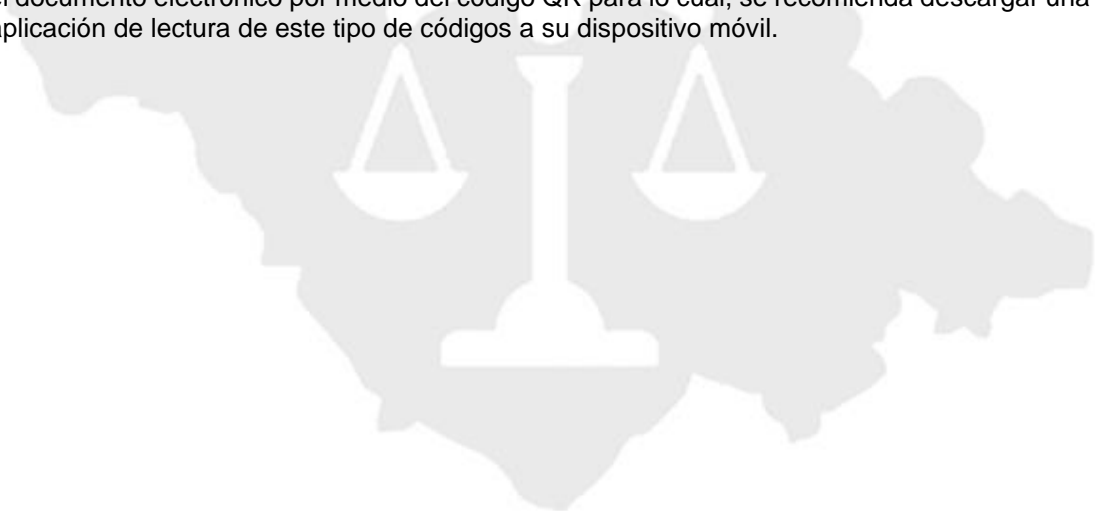 el documento electrónico por medio del código QR para lo cual, se recomienda descargar una
aplicación de lectura de este tipo de códigos a su dispositivo móvil.